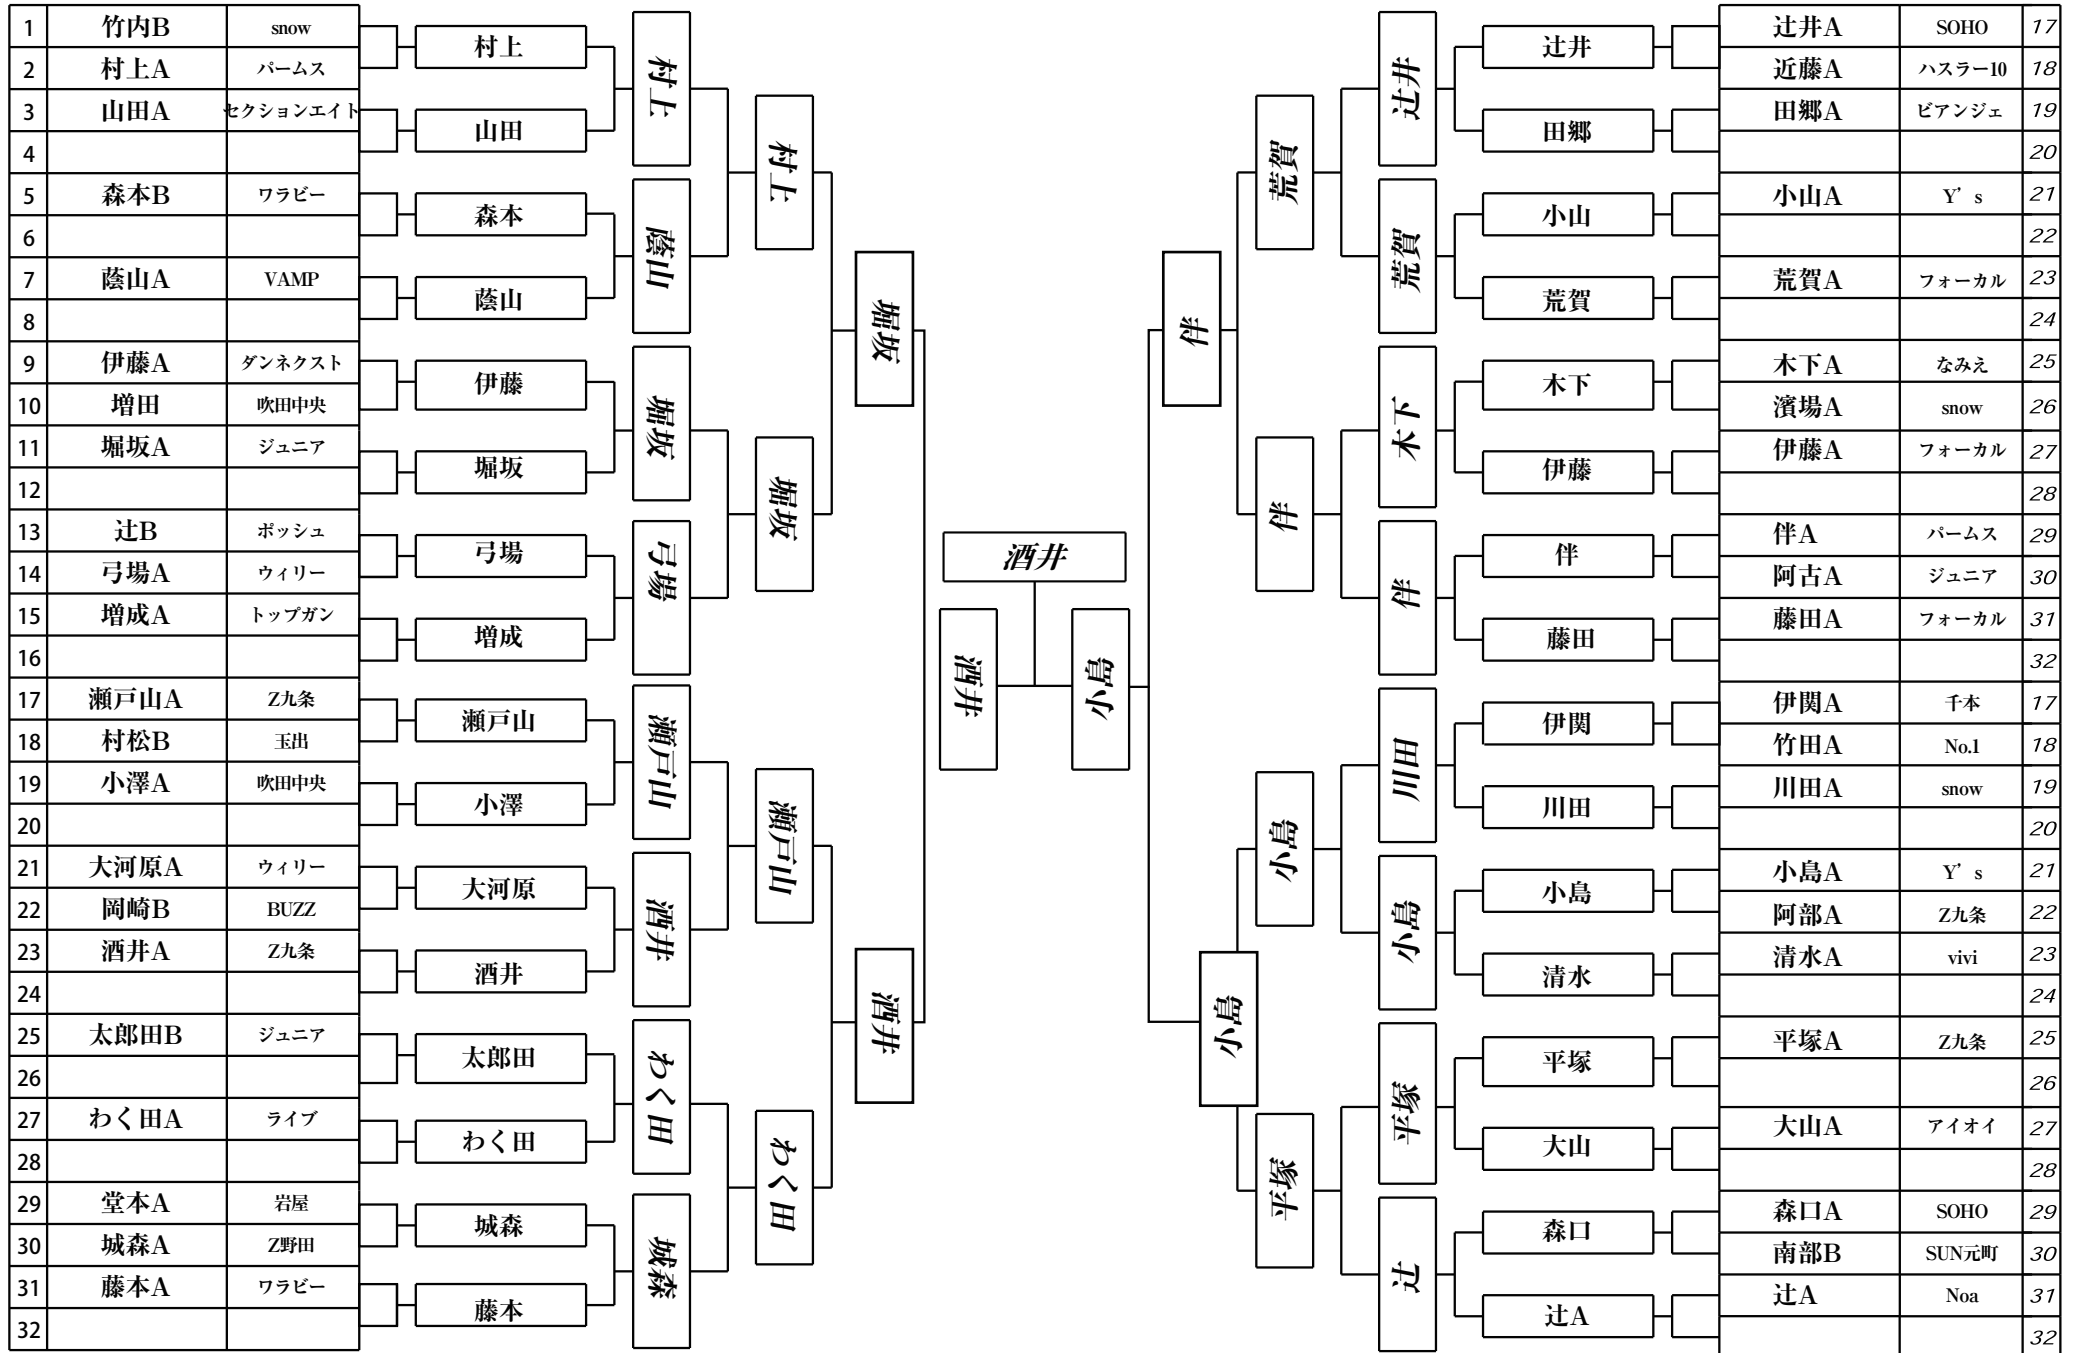 1 竹内B snow
2 村上A パームス
3 山田A セクションエイト
4
5 森本B ワラビー
6
7 蔭山A VAMP
8
9 伊藤A ダンネクスト
10 増田 吹田中央
11 堀坂A ジュニア
12
13 辻B ポッシュ
14 弓場A ウィリー
15 増成A トップガン
16
17 瀬戸山A Z九条
18 村松B 玉出
19 小澤A 吹田中央
20
21 大河原A ウィリー
22 岡崎B BUZZ
23 酒井A Z九条
24
25 太郎田B ジュニア
26
27 わく田A ライブ
28
29 堂本A 岩屋
30 城森A Z野田
31 藤本A ワラビー
32
村上
山田
森本
蔭山
伊藤
堀坂
弓場
増成
瀬戸山
小澤
大河原
酒井
太郎田
わく田
城森
藤本
村上
蔭山
堀坂
弓場
瀬戸山
酒井
わく田
城森
村上
堀坂
瀬戸山
わく田
堀坂
酒井
酒井
酒井
小島
伴
小島
荒賀
伴
小島
平塚
辻井
荒賀
木下
伴
川田
小島
平塚
辻
辻井
田郷
小山
荒賀
木下
伊藤
伴
藤田
伊関
川田
小島
清水
平塚
大山
森口
辻A
辻井A SOHO 17
近藤A ハスラー10 18
田郷A ビアンジェ 19
20
小山A Y’s 21
22
荒賀A フォーカル 23
24
木下A なみえ 25
濱場A snow 26
伊藤A フォーカル 27
28
伴A パームス 29
阿古A ジュニア 30
藤田A フォーカル 31
32
伊関A 千本 17
竹田A No.1 18
川田A snow 19
20
小島A Y’s 21
阿部A Z九条 22
清水A vivi 23
24
平塚A Z九条 25
26
大山A アイオイ 27
28
森口A SOHO 29
南部B SUN元町 30
辻A Noa 31
32